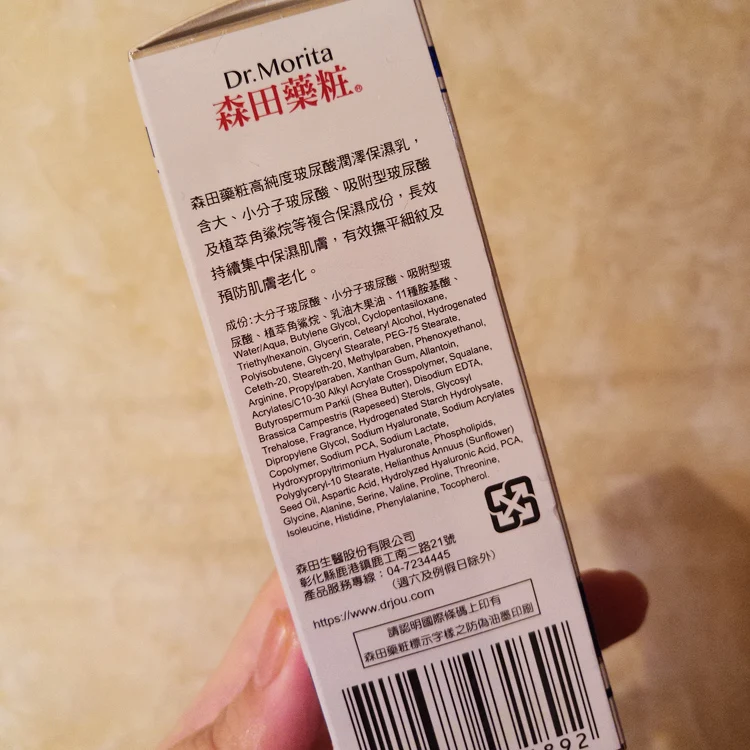 Dr.Morita
森田藥粧®
森田藥粧高純度玻尿酸潤澤保濕乳，
含大、小分子玻尿酸、吸附型玻尿酸
及植萃角鯊烷等複合保濕成份，長效
持續集中保濕肌膚，有效撫平細紋及
預防肌膚老化。
成份：大分子玻尿酸、小分子玻尿酸、吸附型玻
尿酸、植萃角鯊烷、乳油木果油、11種胺基酸、
Water/Aqua, Butylene Glycol, Cyclopentasiloxane,
Triethylhexanoin, Glycerin, Cetearyl Alcohol, Hydrogenated
Polyisobutene, Glyceryl Stearate, PEG-75 Stearate,
Ceteth-20, Steareth-20, Methylparaben, Phenoxyethanol,
Arginine, Propylparaben, Xanthan Gum, Allantoin,
Acrylates/C10-30 Alkyl Acrylate Crosspolymer, Squalane,
Butyrospermum Parkii (Shea Butter), Disodium EDTA,
Brassica Campestris (Rapeseed) Sterols, Glycosyl
Trehalose, Fragrance, Hydrogenated Starch Hydrolysate,
Dipropylene Glycol, Sodium Hyaluronate, Sodium Acrylates
Copolymer, Sodium PCA, Sodium Lactate,
Hydroxypropyltrimonium Hyaluronate, Phospholipids,
Polyglyceryl-10 Stearate, Helianthus Annuus (Sunflower)
Seed Oil, Aspartic Acid, Hydrolyzed Hyaluronic Acid, PCA,
Glycine, Alanine, Serine, Valine, Proline, Threonine,
Isoleucine, Histidine, Phenylalanine, Tocopherol.
森田生醫股份有限公司
彰化縣鹿港鎮鹿工南二路21號
產品服務專線：04-7234445
（週六及例假日除外）
https://www.drjou.com
請認明國際條碼上印有
森田藥粧標示字樣之防偽油墨印刷
892